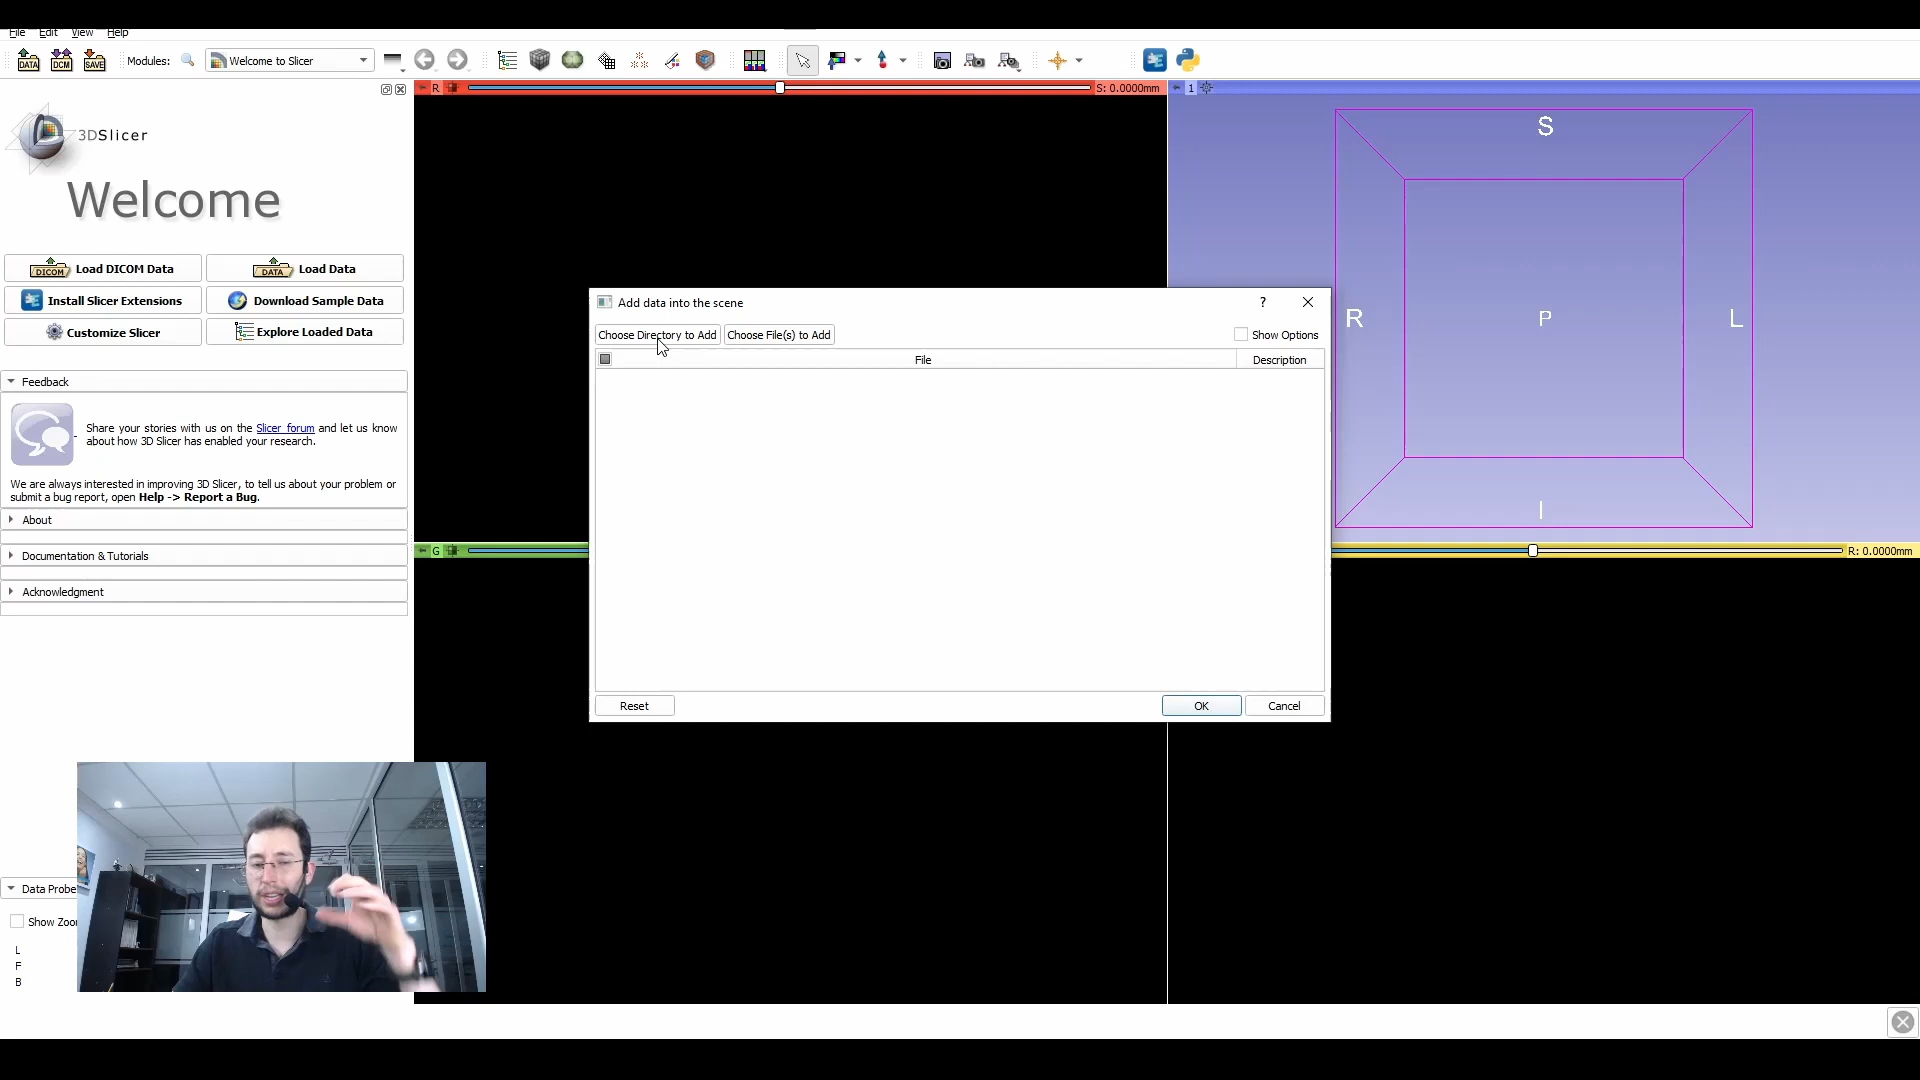 File Edit View Help
DATA DCM SAVE Modules: Welcome to Slicer
R S: 0.0000mm 1
3DSlicer
Welcome
DICOM Load DICOM Data DATA Load Data
Install Slicer Extensions Download Sample Data
Customize Slicer Explore Loaded Data
Feedback
Share your stories with us on the Slicer forum and let us know
about how 3D Slicer has enabled your research.
We are always interested in improving 3D Slicer, to tell us about your problem or
submit a bug report, open Help -> Report a Bug.
About
Documentation & Tutorials
Acknowledgment
Data Probe
Show Zoo
L
F
B
Add data into the scene ?
Choose Directory to Add Choose File(s) to Add Show Options
File Description
Reset OK Cancel
S
R P L
I
G R: 0.0000mm